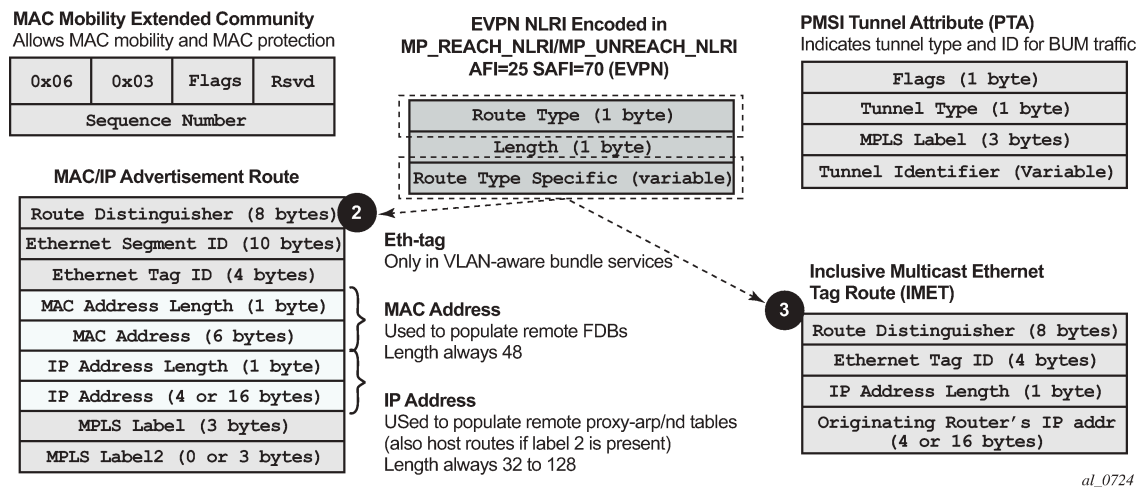 MAC Mobility Extended Community
Allows MAC mobility and MAC protection
0x06 0x03 Flags Rsvd
Sequence Number
EVPN NLRI Encoded in
MP_REACH_NLRI/MP_UNREACH_NLRI
AFI=25 SAFI=70 (EVPN)
Route Type (1 byte)
Length (1 byte)
Route Type Specific (variable)
PMSI Tunnel Attribute (PTA)
Indicates tunnel type and ID for BUM traffic
Flags (1 byte)
Tunnel Type (1 byte)
MPLS Label (3 bytes)
Tunnel Identifier (Variable)
MAC/IP Advertisement Route
2
Route Distinguisher (8 bytes)
Ethernet Segment ID (10 bytes)
Ethernet Tag ID (4 bytes)
MAC Address Length (1 byte)
MAC Address (6 bytes)
IP Address Length (1 byte)
IP Address (4 or 16 bytes)
MPLS Label (3 bytes)
MPLS Label2 (0 or 3 bytes)
Eth-tag
Only in VLAN-aware bundle services
MAC Address
Used to populate remote FDBs
Length always 48
IP Address
USed to populate remote proxy-arp/nd tables
(also host routes if label 2 is present)
Length always 32 to 128
Inclusive Multicast Ethernet
Tag Route (IMET)
3
Route Distinguisher (8 bytes)
Ethernet Tag ID (4 bytes)
IP Address Length (1 byte)
Originating Router's IP addr
(4 or 16 bytes)
al_0724